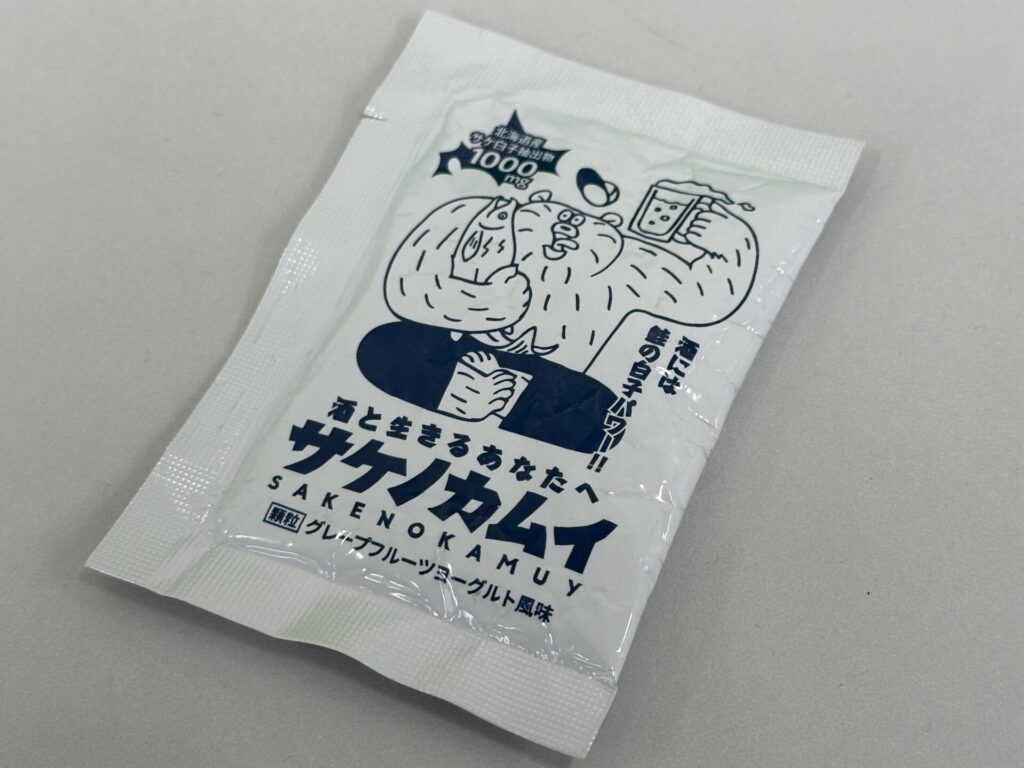 北海道産
サケ白子抽出物
1000
mg
酒には
鮭の白子パワー!!
酒と生きるあなたへ
サケノカムイ
SAKENOKAMUY
顆粒 グレープフルーツヨーグルト風味